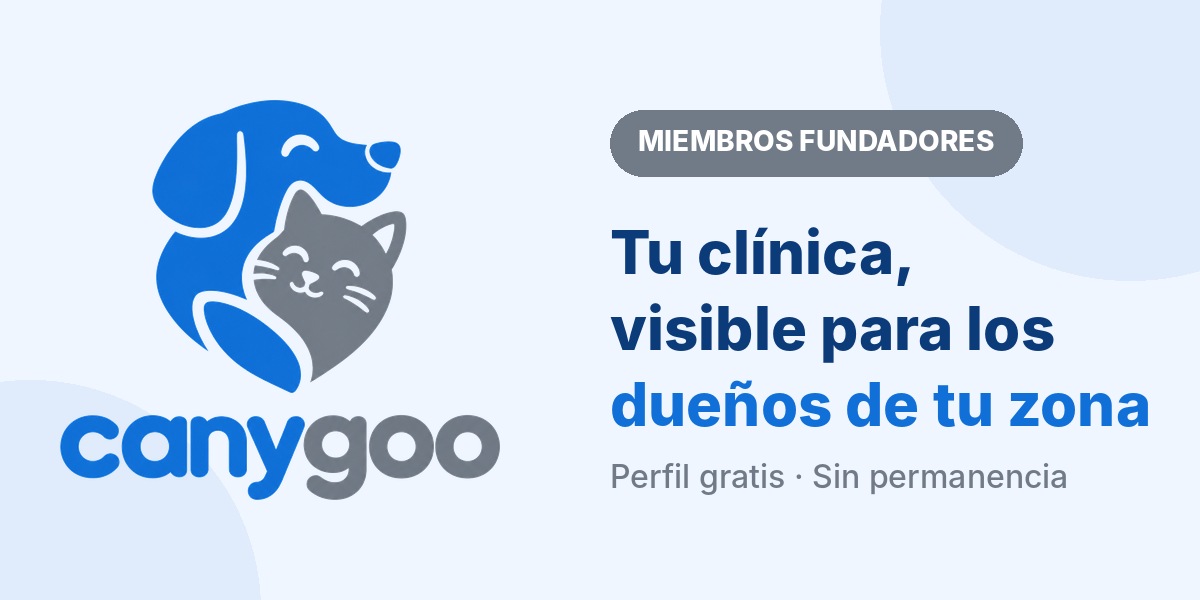 canygoo
MIEMBROS FUNDADORES
Tu clínica,
visible para los
dueños de tu zona
Perfil gratis · Sin permanencia